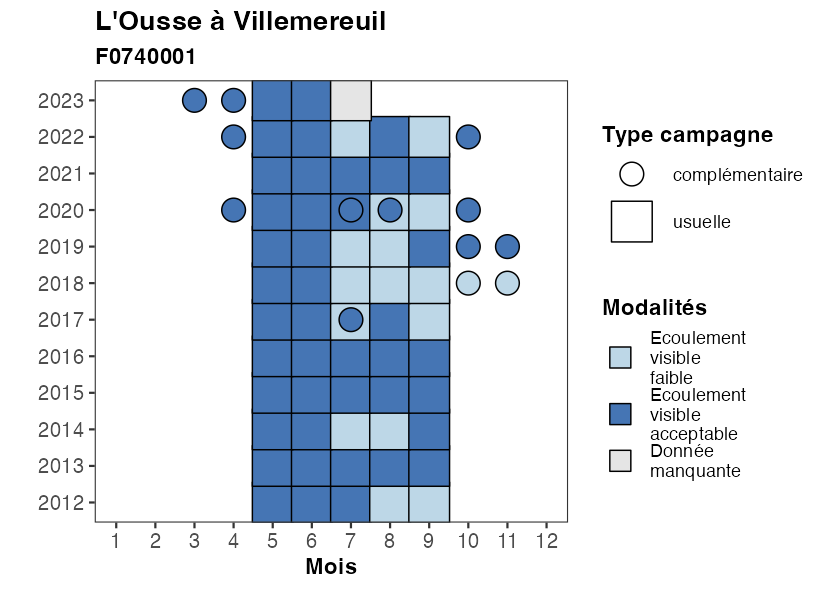 L'Ousse à Villemereuil
F0740001
2023
2022
2021
2020
2019
2018
2017
2016
2015
2014
2013
2012
1 2 3 4 5 6 7 8 9 10 11 12
Mois
Type campagne
complémentaire
usuelle
Modalités
Ecoulement
visible
faible
Ecoulement
visible
acceptable
Donnée
manquante